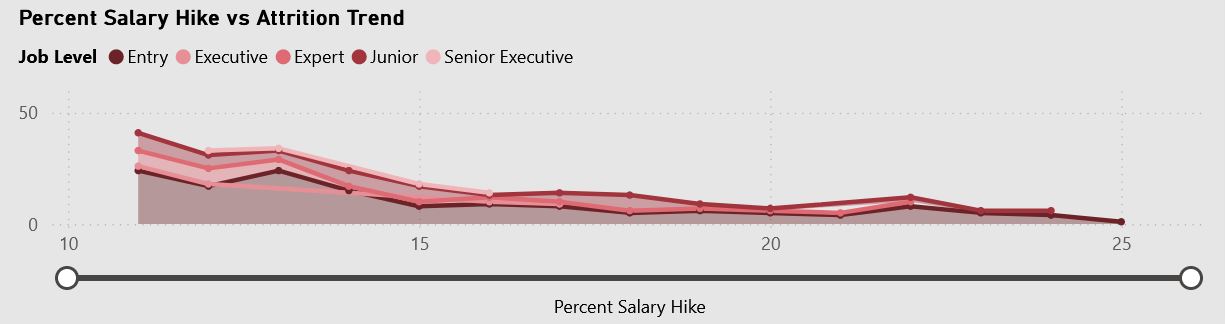 Percent Salary Hike vs Attrition Trend
Job Level Entry Executive Expert Junior Senior Executive
50
0
10 15 20 25
Percent Salary Hike